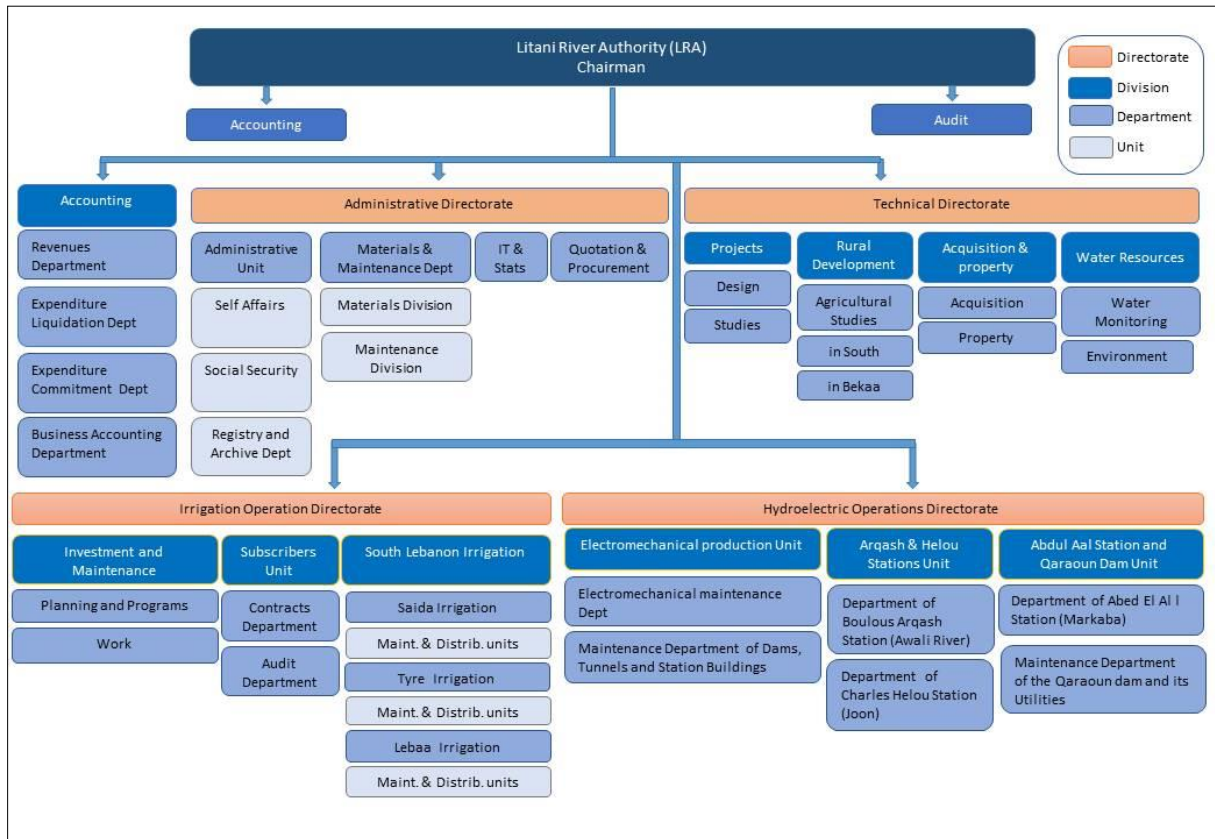 Litani River Authority (LRA)
Chairman
Directorate
Division
Department
Unit
Accounting
Audit
Accounting
Revenues
Department
Expenditure
Liquidation Dept
Expenditure
Commitment Dept
Business Accounting
Department
Administrative Directorate
Administrative
Unit
Self Affairs
Social Security
Registry and
Archive Dept
Materials &
Maintenance Dept
Materials Division
Maintenance
Division
IT &
Stats
Quotation &
Procurement
Technical Directorate
Projects
Design
Studies
Rural
Development
Agricultural
Studies
in South
in Bekaa
Acquisition &
property
Acquisition
Property
Water Resources
Water
Monitoring
Environment
Irrigation Operation Directorate
Investment and
Maintenance
Planning and Programs
Work
Subscribers
Unit
Contracts
Department
Audit
Department
South Lebanon Irrigation
Saida Irrigation
Maint. & Distrib. units
Tyre Irrigation
Maint. & Distrib. units
Lebaa Irrigation
Maint. & Distrib. units
Hydroelectric Operations Directorate
Electromechanical production Unit
Electromechanical maintenance
Dept
Maintenance Department of Dams,
Tunnels and Station Buildings
Arqash & Helou
Stations Unit
Department of
Boulous Arqash
Station (Awali River)
Department of
Charles Helou Station
(Joon)
Abdul Aal Station and
Qaraoun Dam Unit
Department of Abed El Al l
Station (Markaba)
Maintenance Department
of the Qaraoun dam and its
Utilities